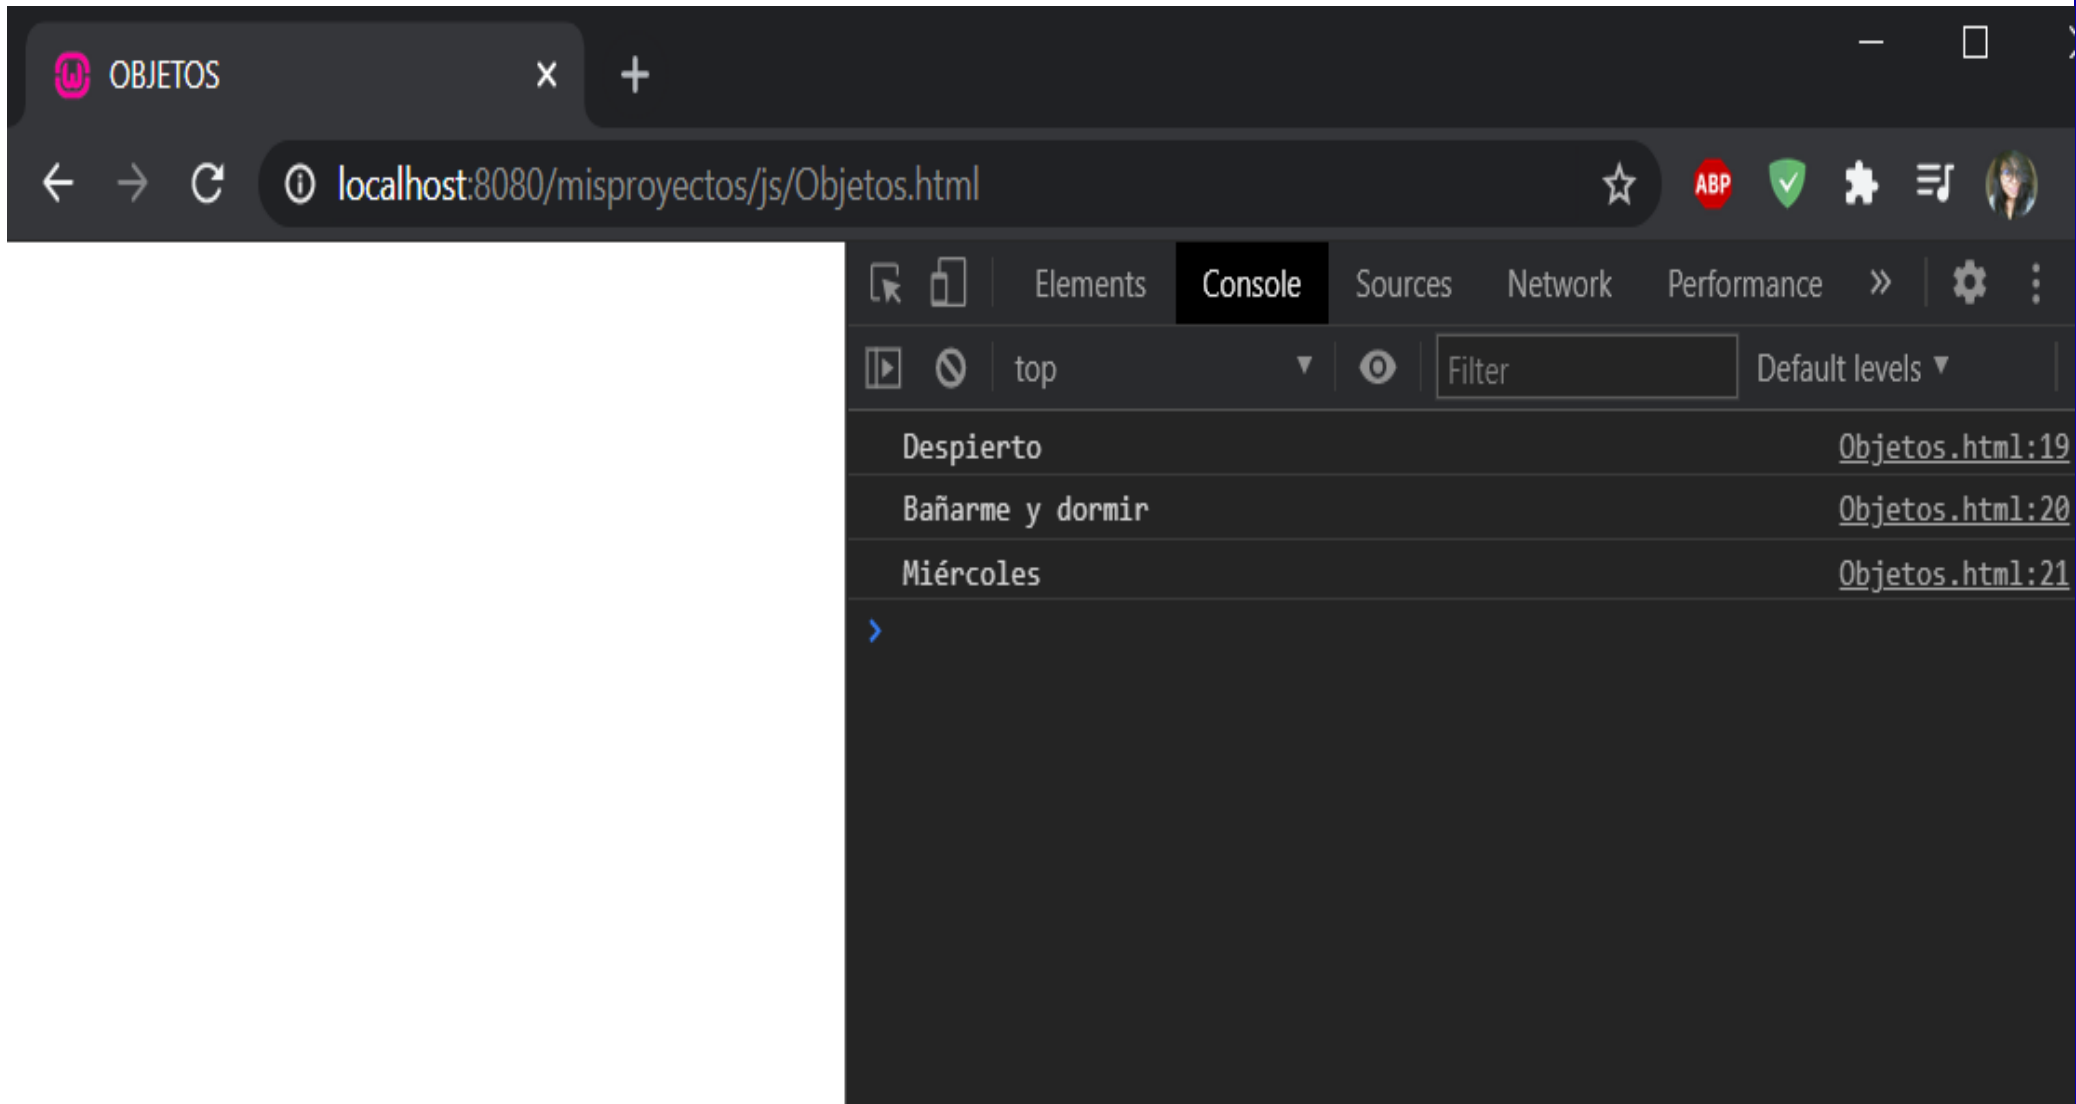 OBJETOS
localhost:8080/misproyectos/js/Objetos.html
ABP
Elements Console Sources Network Performance
top Filter Default levels
Despierto Objetos.html:19
Bañarme y dormir Objetos.html:20
Miércoles Objetos.html:21